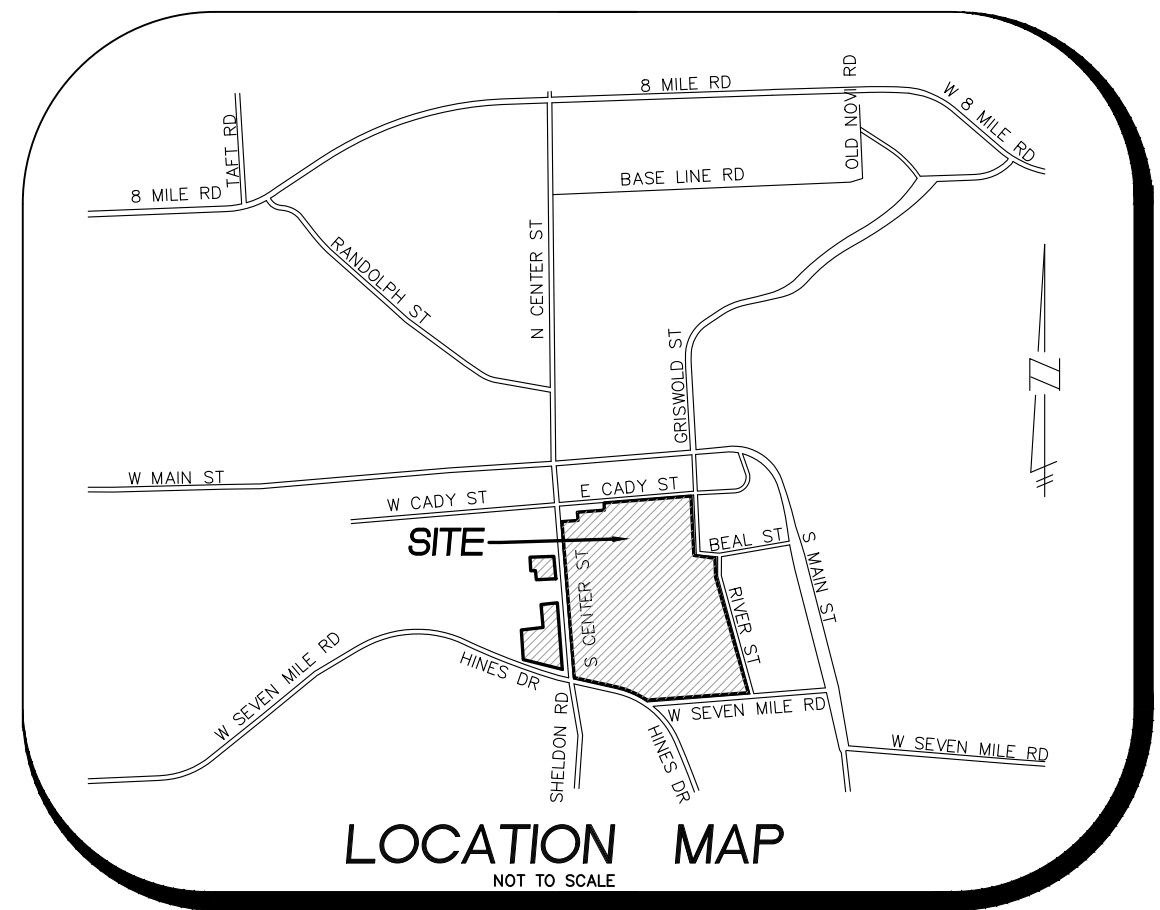 8 MILE RD
OLD NOVI RD
W 8 MILE RD
TAFT RD
8 MILE RD
BASE LINE RD
RANDOLPH ST
N CENTER ST
GRISWOLD ST
N
W MAIN ST
W CADY ST
E CADY ST
SITE
BEAL ST
S MAIN ST
S CENTER ST
RIVER ST
W SEVEN MILE RD
HINES DR
SHELDON RD
W SEVEN MILE RD
HINES DR
W SEVEN MILE RD
LOCATION MAP
NOT TO SCALE